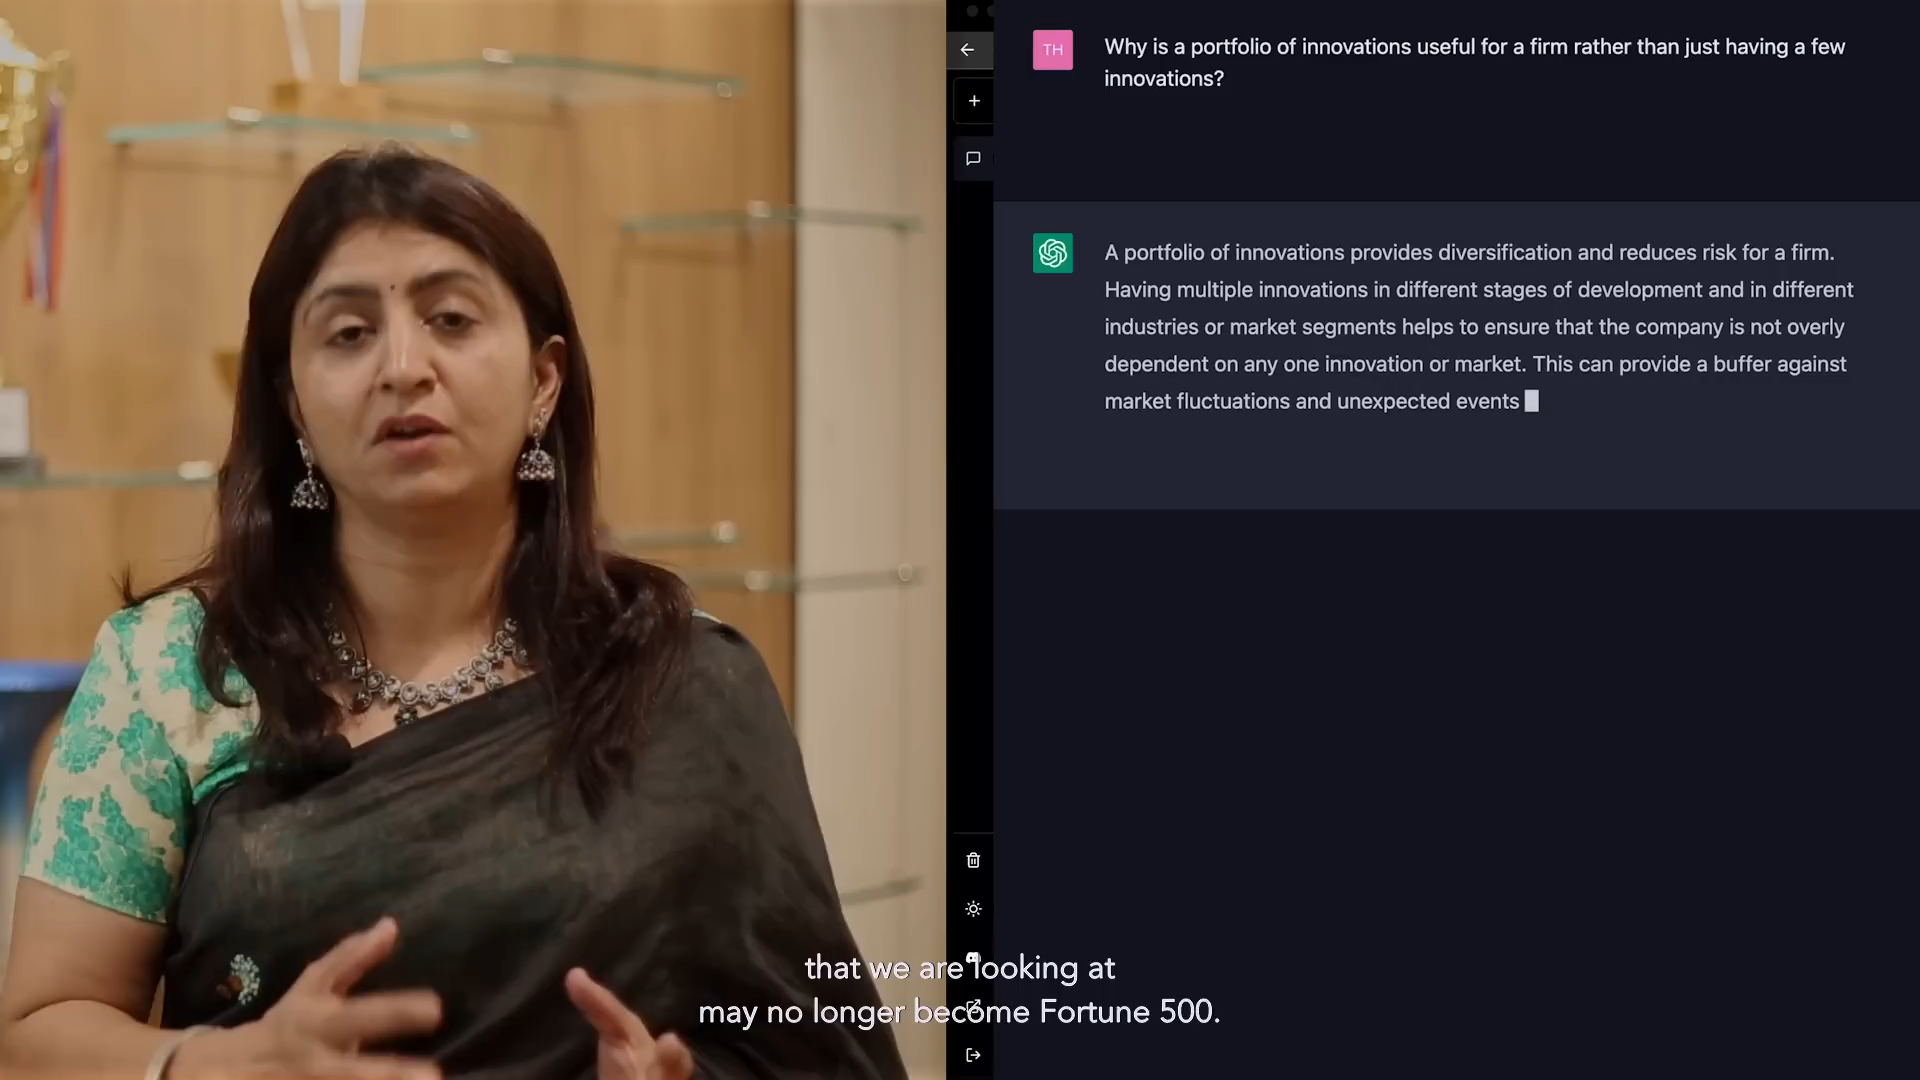 TH
Why is a portfolio of innovations useful for a firm rather than just having a few
innovations?
A portfolio of innovations provides diversification and reduces risk for a firm.
Having multiple innovations in different stages of development and in different
industries or market segments helps to ensure that the company is not overly
dependent on any one innovation or market. This can provide a buffer against
market fluctuations and unexpected events
that we are looking at
may no longer become Fortune 500.